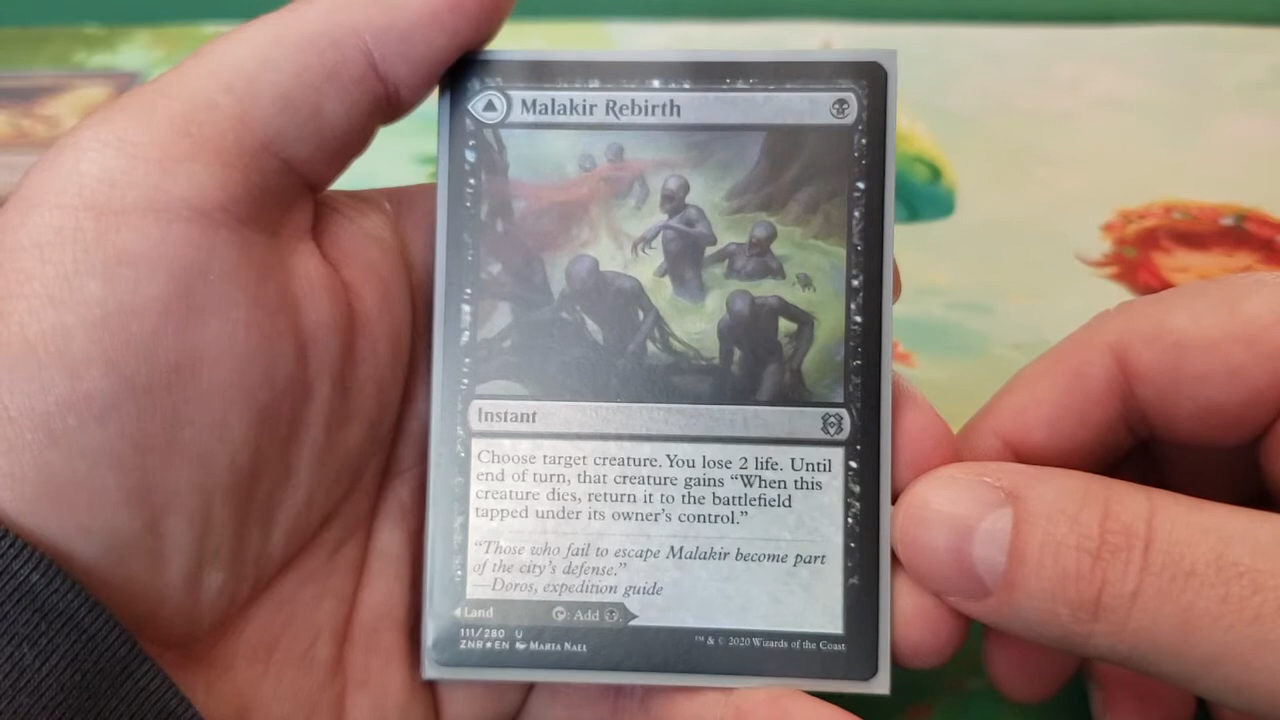 Malakir Rebirth
Instant
Choose target creature. You lose 2 life. Until
end of turn, that creature gains “When this
creature dies, return it to the battlefield
tapped under its owner’s control.”
“Those who fail to escape Malakir become part
of the city’s defense.”
—Doros, expedition guide
Land : Add .
111/280 U
ZNR★EN MARTA NAEL
™ & © 2020 Wizards of the Coast